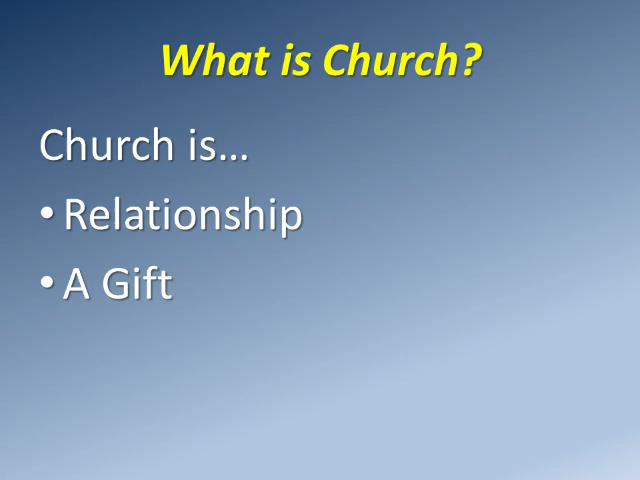 What is Church?
Church is…
• Relationship
• A Gift